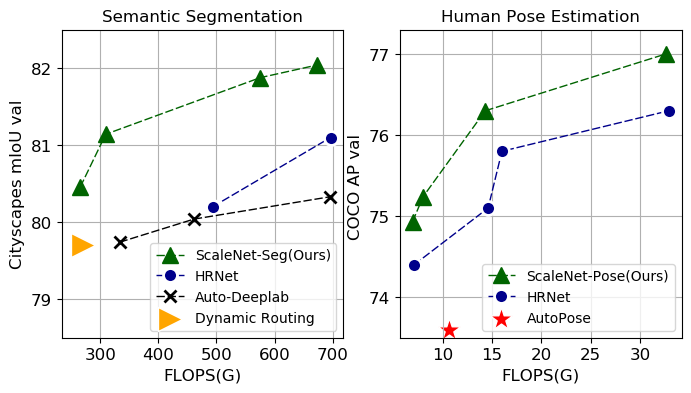 Semantic Segmentation
Cityscapes mIoU val
82
81
80
79
ScaleNet-Seg(Ours)
HRNet
Auto-Deeplab
Dynamic Routing
300 400 500 600 700
FLOPS(G)
Human Pose Estimation
COCO AP val
77
76
75
74
ScaleNet-Pose(Ours)
HRNet
AutoPose
10 15 20 25 30
FLOPS(G)